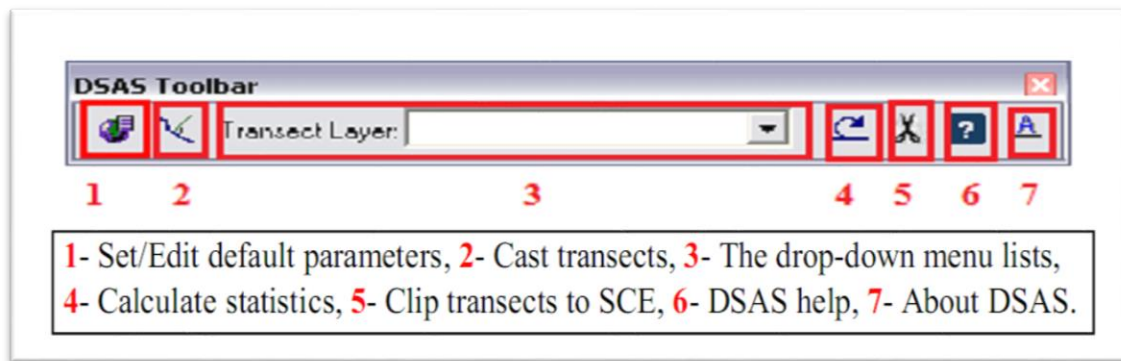 DSAS Toolbar
Transect Layer:
?
A
1 2 3 4 5 6 7
1- Set/Edit default parameters, 2- Cast transects, 3- The drop-down menu lists,
4- Calculate statistics, 5- Clip transects to SCE, 6- DSAS help, 7- About DSAS.